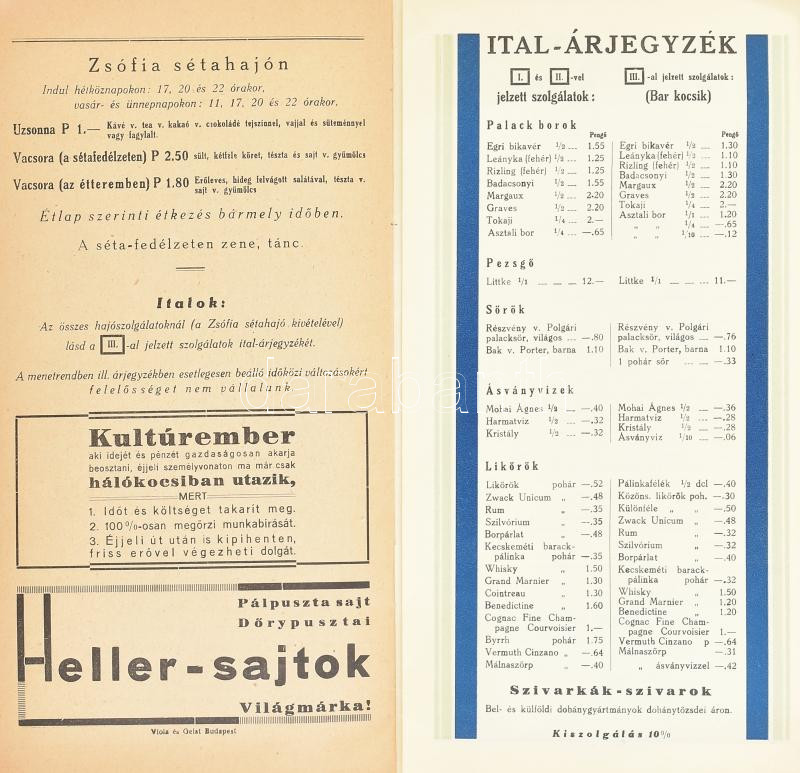 Zsófia sétahajón
Indul hétköznapokon: 17, 20 és 22 órakor,
vasár- és ünnepnapokon: 11, 17, 20 és 22 órakor,
Uzsonna P 1.— Kávé v. tea v. kakaó v. csokoládé tejszínnel, vajjal és süteménnyel
vagy fagylalt.
Vacsora (a sétafedélzeten) P 2.50 sült, kétféle köret, tészta és sajt v. gyümölcs
Vacsora (az étteremben) P 1.80 Erőleves, hideg felvágott salátával, tészta v.
sajt v. gyümölcs
Étlap szerinti étkezés bármely időben.
A séta-fedélzeten zene, tánc.
Italok:
Az összes hajószolgálatoknál (a Zsófia sétahajó kivételével)
lásd a III. -al jelzett szolgálatok ital-árjegyzékét.
A menetrendben ill. árjegyzékben esetlegesen beálló időközi változásokért
felelősséget nem vállalunk.
Kultúrember
aki idejét és pénzét gazdaságosan akarja
beosztani, éjjeli személyvonaton ma már csak
hálókocsiban utazik,
MERT
1. Időt és költséget takarit meg.
2. 100%-osan megőrzi munkabirását.
3. Éjjeli út után is kipihenten,
friss erővel végezheti dolgát.
Pálpuszta sajt
Dőrypusztai
Heller-sajtok
Világmárka!
Viola és Geist Budapest
ITAL-ÁRJEGYZÉK
I. és II. -vel
jelzett szolgálatok:
III. -al jelzett szolgálatok:
(Bar kocsik)
Palack borok
Pengő
Egri bikavér 1/2 ... 1.55
Leányka (fehér) 1/2 ... 1.25
Rizling (fehér) 1/2 ... 1.25
Badacsonyi 1/2 ... 1.55
Margaux 1/2 ... 2·20
Graves 1/2 ... 2.20
Tokaji 1/4 ... 2.—
Asztali bor 1/4 ... —.65
Pengő
Egri bikavér 1/2 ... 1.30
Leányka (fehér) 1/2 ... 1.10
Rizling (fehér) 1/2 ... 1.10
Badacsonyi 1/2 ... 1.30
Margaux 1/2 ... 2.20
Graves 1/2 ... 2.20
Tokaji 1/4 ... 2.—
Asztali bor 1/1 ... 1.20
„ „ 1/4 ... —.65
„ „ 1/10 ... —.12
Pezsgő
Littke 1/1 — — ... 12.—
Littke 1/1 — — ... 11.—
Sörök
Részvény v. Polgári
palacksör, világos ... —.80
Bak v. Porter, barna 1.10
Részvény v. Polgári
palacksör, világos ... —.76
Bak v. Porter, barna 1.10
1 pohár sör ... — —.33
Ásványvizek
Mohai Ágnes 1/2 ... —.40
Harmatvíz 1/2 — —.32
Kristály 1/2 ... —.32
Mohai Ágnes 1/2 ... —.36
Harmatvíz 1/2 ... —.28
Kristály 1/2 ... —.28
Ásványvíz 1/10 ... —.06
Likőrök
Likőrök pohár —.52
Zwack Unicum „ —.48
Rum „ —.35
Szilvórium „ —.35
Borpárlat „ —.48
Kecskeméti barack-
pálinka pohár —.35
Whisky „ 1.50
Grand Marnier „ 1.30
Cointreau „ 1.30
Benedictine „ 1.60
Cognac Fine Cham-
pagne Courvoisier 1.—
Byrrh pohár 1.75
Vermuth Cinzano „ —.64
Málnaszörp „ —.40
Pálinkafélék 1/2 dcl —.40
Közöns. likőrök poh. —.30
Különféle „ „ —.50
Zwack Unicum „ —.48
Rum „ —.32
Szilvórium „ —.32
Borpárlat „ —.40
Kecskeméti barack-
pálinka pohár —.32
Whisky „ 1.50
Grand Marnier „ 1.20
Benedictine „ 1.20
Cognac Fine Cham-
pagne Courvoisier 1.—
Vermuth Cinzano p —.64
Málnaszörp —.31
„ ásványvízzel —.42
Szivarkák-szivarok
Bel- és külföldi dohánygyártmányok dohánytőzsdei áron.
Kiszolgálás 10%